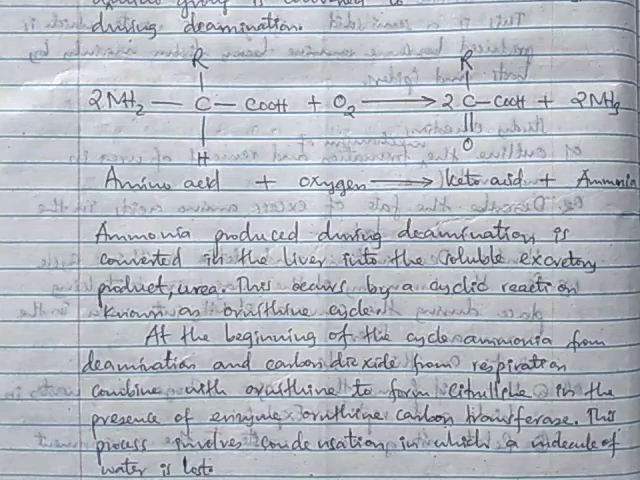 during deamination.
R R
2NH2 — C — COOH + O2 → 2 C — COOH + 2NH3
H O
Amino acid + oxygen → keto acid + Ammonia
Ammonia produced during deamination is
converted in the liver into the soluble excretory
product, urea. This occurs by a cyclic reaction
known as ornithine cycle.
At the beginning of the cycle ammonia from
deamination and carbon dioxide from respiration
combine with ornithine to form citrulline in the
presence of enzyme ornithine carbon transferase. This
process involves condensation in which a molecule of
water is lost.